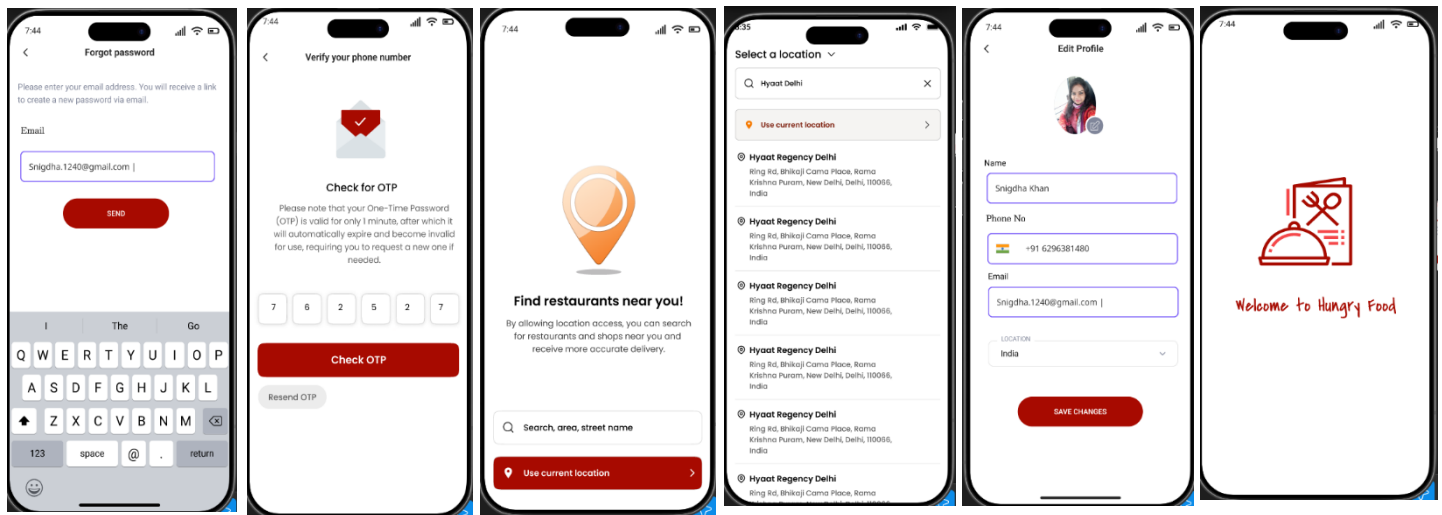 7:44
Forgot password
Please enter your email address. You will receive a link
to create a new password via email.
Email
Snigdha.1240@gmail.com |
SEND
I The Go
Q W E R T Y U I O P
A S D F G H J K L
Z X C V B N M
123 space @ . return
7:44
Verify your phone number
Check for OTP
Please note that your One-Time Password
(OTP) is valid for only 1 minute, after which it
will automatically expire and become invalid
for use, requiring you to request a new one if
needed.
7 6 2 5 2 7
Check OTP
Resend OTP
7:44
Find restaurants near you!
By allowing location access, you can search
for restaurants and shops near you and
receive more accurate delivery.
Search, area, street name
Use current location
:35
Select a location
Hyaat Delhi
Use current location
Hyaat Regency Delhi
Ring Rd, Bhikaji Cama Place, Rama
Krishna Puram, New Delhi, Delhi, 110066,
India
Hyaat Regency Delhi
Ring Rd, Bhikaji Cama Place, Rama
Krishna Puram, New Delhi, Delhi, 110066,
India
Hyaat Regency Delhi
Ring Rd, Bhikaji Cama Place, Rama
Krishna Puram, New Delhi, Delhi, 110066,
India
Hyaat Regency Delhi
Ring Rd, Bhikaji Cama Place, Rama
Krishna Puram, New Delhi, Delhi, 110066,
India
Hyaat Regency Delhi
Ring Rd, Bhikaji Cama Place, Rama
Krishna Puram, New Delhi, Delhi, 110066,
India
Hyaat Regency Delhi
Ring Rd, Bhikaji Cama Place, Rama
7:44
Edit Profile
Name
Snigdha Khan
Phone No
+91 6296381480
Email
Snigdha.1240@gmail.com |
LOCATION
India
SAVE CHANGES
7:44
Welcome to Hungry Food